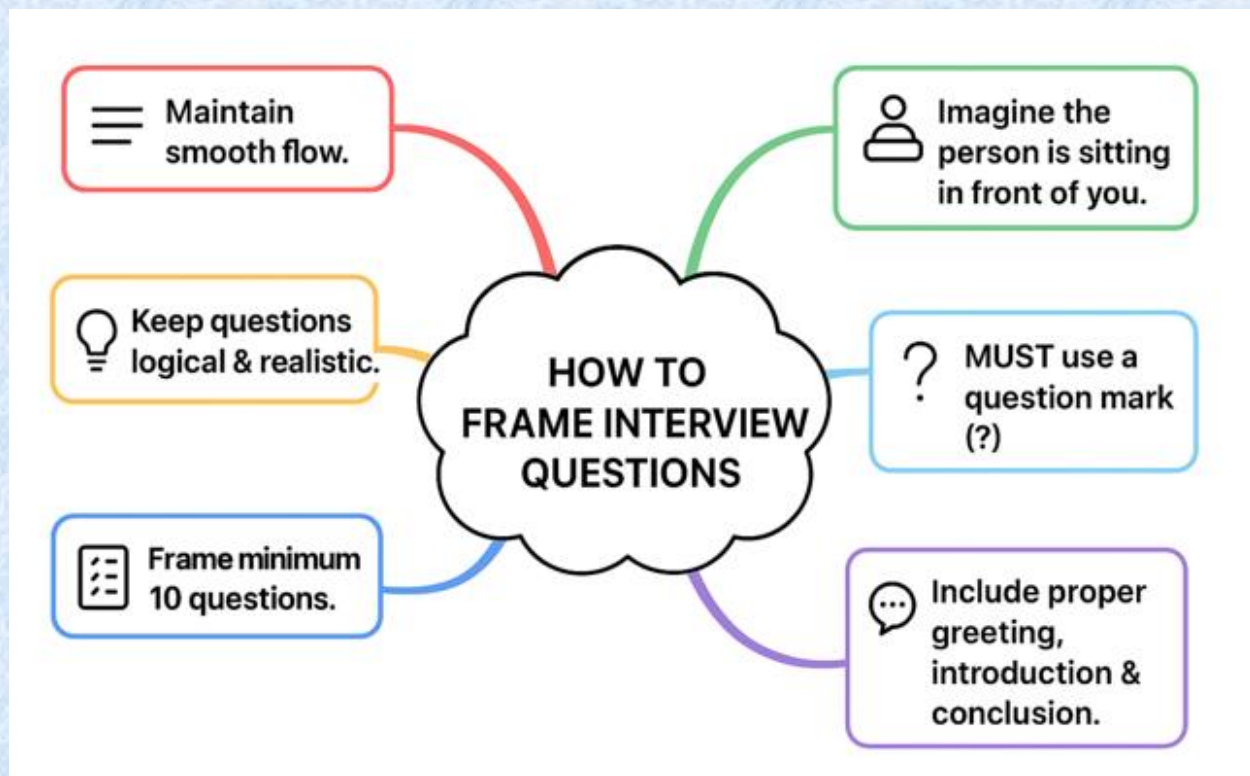 Maintain
smooth flow.
Keep questions
logical & realistic.
Frame minimum
10 questions.
HOW TO
FRAME INTERVIEW
QUESTIONS
Imagine the
person is sitting
in front of you.
?
MUST use a
question mark
(?)
Include proper
greeting,
introduction &
conclusion.